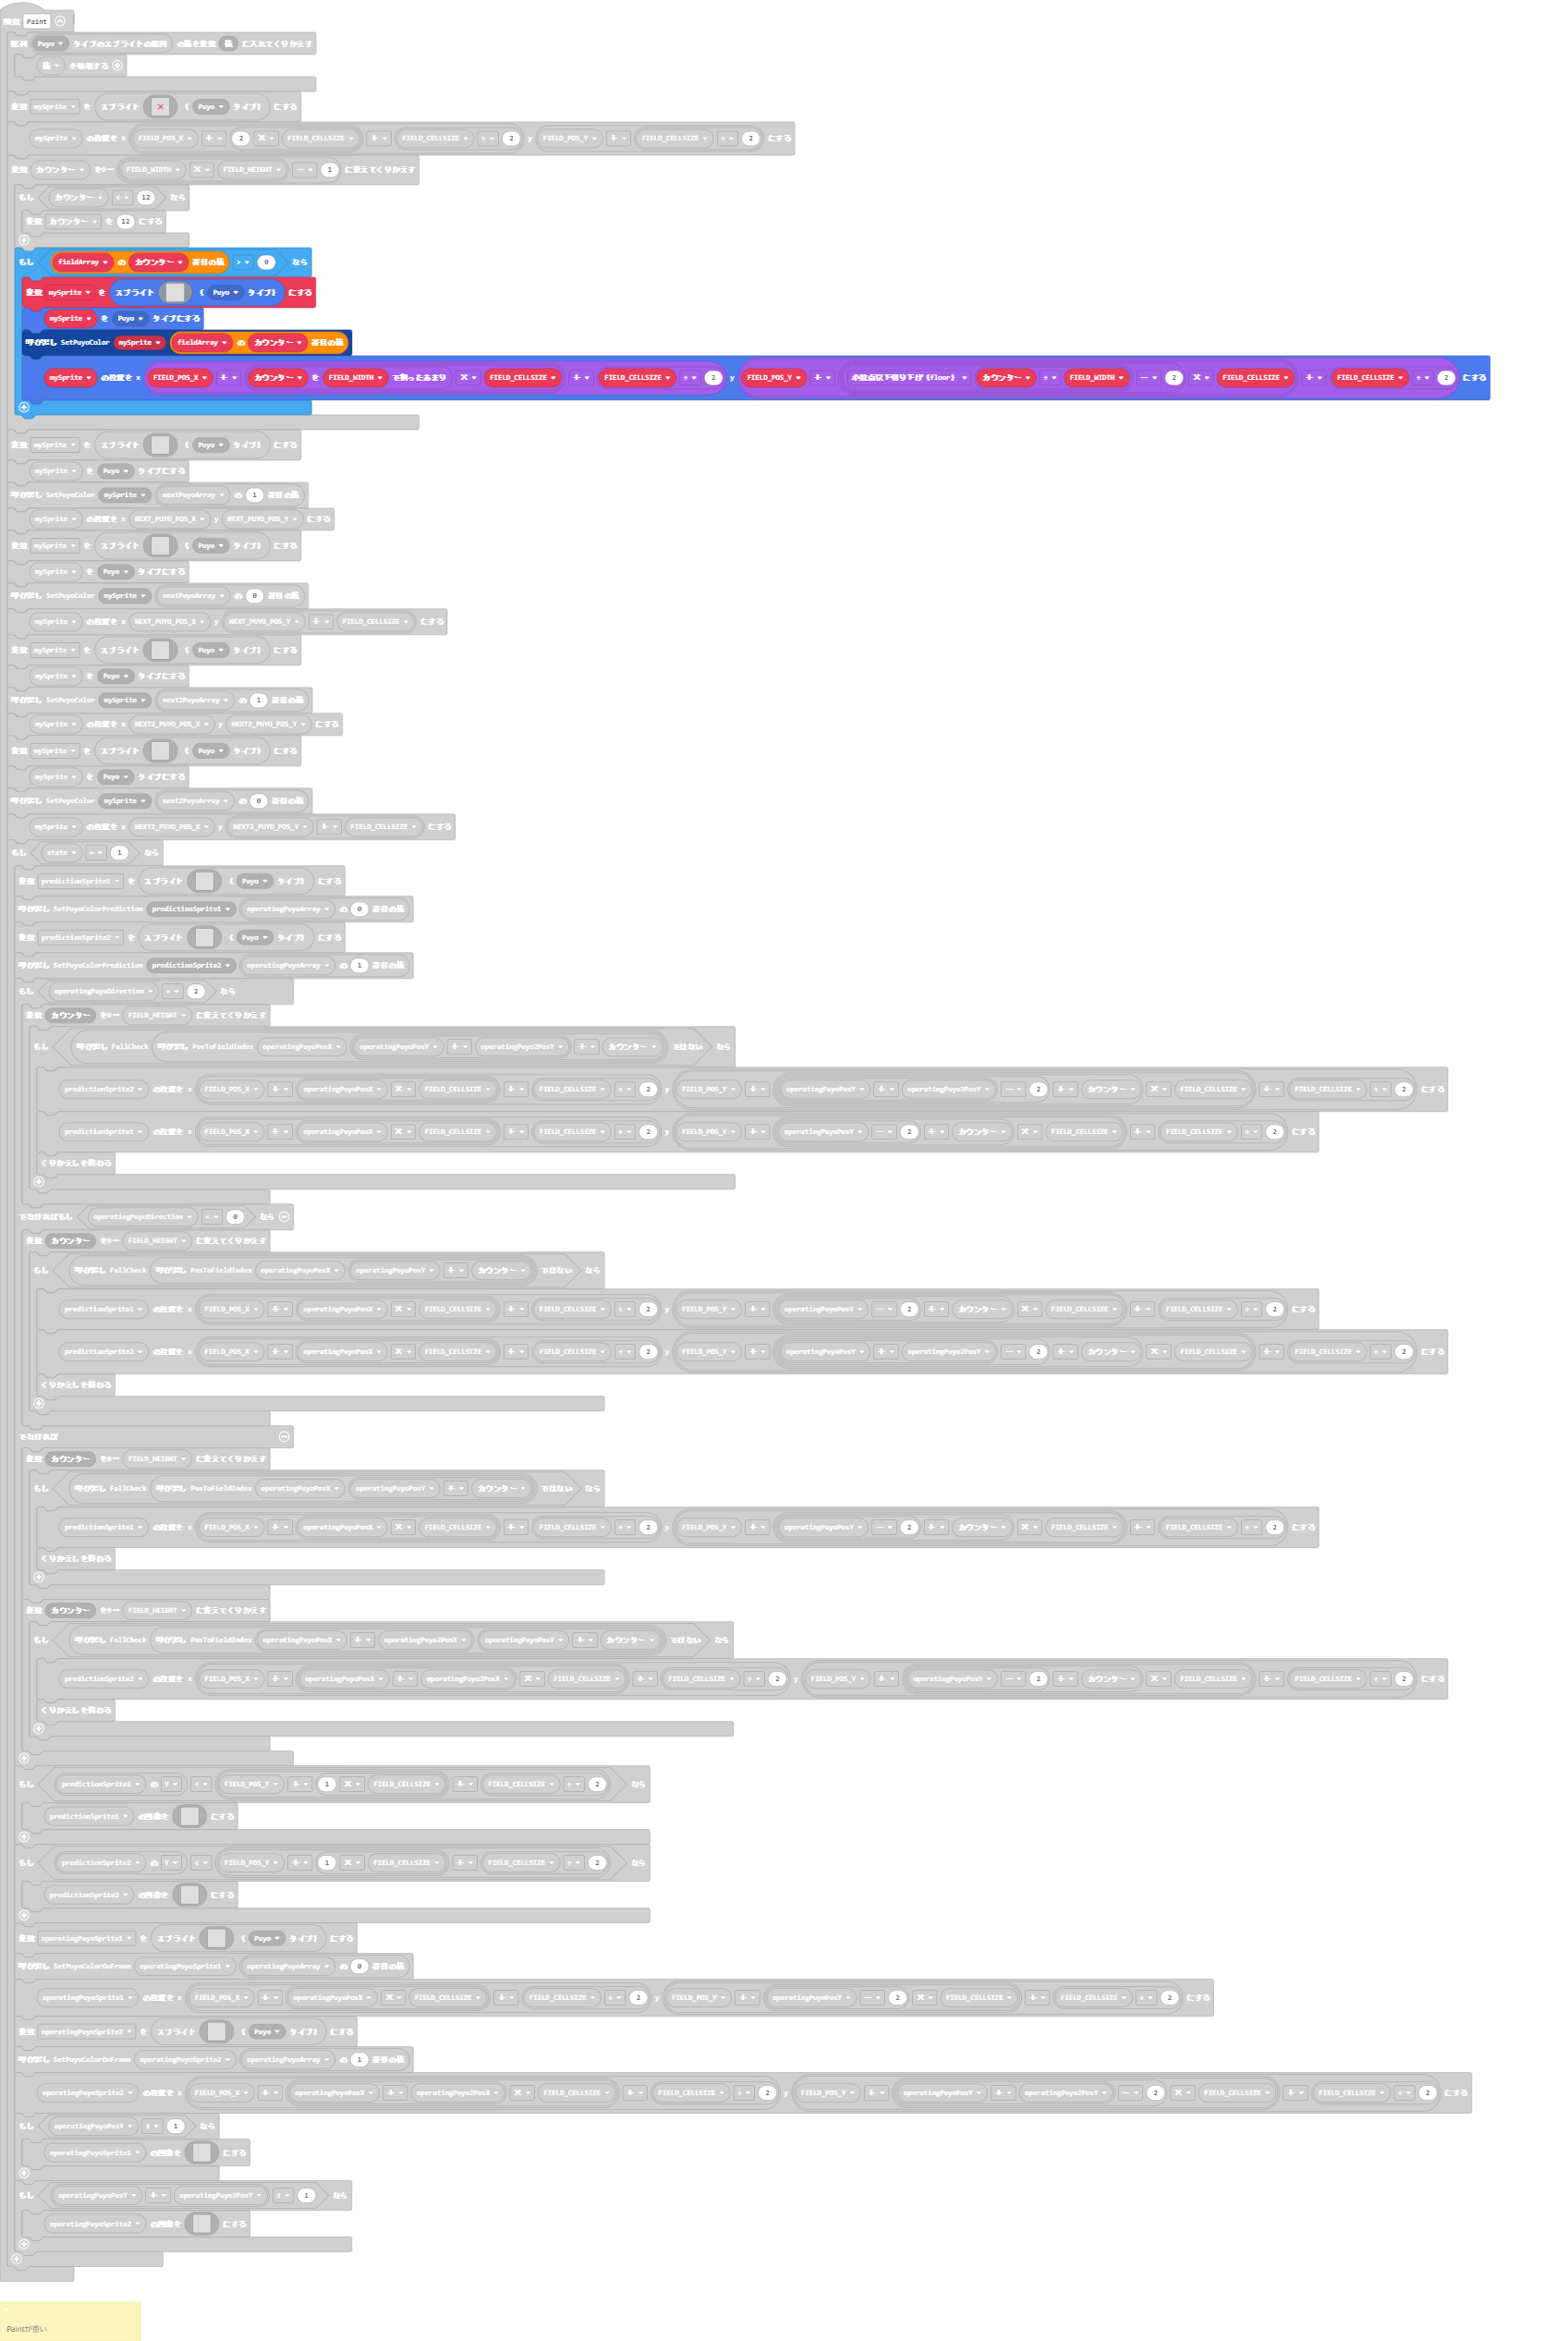 関数 Paint
配列 Puyo タイプのスプライトの配列 の値を変数 値 に入れてくりかえす
値 を破壊する
変数 mySprite を スプライト ( Puyo タイプ) にする
mySprite の位置を x FIELD_POS_X + 2 × FIELD_CELLSIZE + FIELD_CELLSIZE ÷ 2 y FIELD_POS_Y + FIELD_CELLSIZE ÷ 2 にする
変数 カウンター を0~ FIELD_WIDTH × FIELD_HEIGHT - 1 に変えてくりかえす
もし カウンター < 12 なら
変数 カウンター を 12 にする
もし fieldArray の カウンター 番目の値 > 0 なら
変数 mySprite を スプライト ( Puyo タイプ) にする
mySprite を Puyo タイプにする
呼び出し SetPuyoColor mySprite fieldArray の カウンター 番目の値
mySprite の位置を x FIELD_POS_X + カウンター を FIELD_WIDTH で割ったあまり × FIELD_CELLSIZE + FIELD_CELLSIZE ÷ 2 y FIELD_POS_Y + 小数点以下切り下げ (floor) カウンター ÷ FIELD_WIDTH - 2 × FIELD_CELLSIZE + FIELD_CELLSIZE ÷ 2 にする
変数 mySprite を スプライト ( Puyo タイプ) にする
mySprite を Puyo タイプにする
呼び出し SetPuyoColor mySprite nextPuyoArray の 1 番目の値
mySprite の位置を x NEXT_PUYO_POS_X y NEXT_PUYO_POS_Y にする
変数 mySprite を スプライト ( Puyo タイプ) にする
mySprite を Puyo タイプにする
呼び出し SetPuyoColor mySprite nextPuyoArray の 0 番目の値
mySprite の位置を x NEXT_PUYO_POS_X y NEXT_PUYO_POS_Y + FIELD_CELLSIZE にする
変数 mySprite を スプライト ( Puyo タイプ) にする
mySprite を Puyo タイプにする
呼び出し SetPuyoColor mySprite next2PuyoArray の 1 番目の値
mySprite の位置を x NEXT2_PUYO_POS_X y NEXT2_PUYO_POS_Y にする
変数 mySprite を スプライト ( Puyo タイプ) にする
mySprite を Puyo タイプにする
呼び出し SetPuyoColor mySprite next2PuyoArray の 0 番目の値
mySprite の位置を x NEXT2_PUYO_POS_X y NEXT2_PUYO_POS_Y + FIELD_CELLSIZE にする
もし state = 1 なら
変数 predictionSprite1 を スプライト ( Puyo タイプ) にする
呼び出し SetPuyoColorPrediction predictionSprite1 operatingPuyoArray の 0 番目の値
変数 predictionSprite2 を スプライト ( Puyo タイプ) にする
呼び出し SetPuyoColorPrediction predictionSprite2 operatingPuyoArray の 1 番目の値
もし operatingPuyoDirection = 2 なら
変数 カウンター を0~ FIELD_HEIGHT に変えてくりかえす
もし 呼び出し FallCheck 呼び出し PosToFieldIndex operatingPuyoPosX operatingPuyoPosY + operatingPuyo2PosY + カウンター ではない なら
predictionSprite2 の位置を x FIELD_POS_X + operatingPuyoPosX × FIELD_CELLSIZE + FIELD_CELLSIZE ÷ 2 y FIELD_POS_Y + operatingPuyoPosY + operatingPuyo2PosY - 2 + カウンター × FIELD_CELLSIZE + FIELD_CELLSIZE ÷ 2 にする
predictionSprite1 の位置を x FIELD_POS_X + operatingPuyoPosX × FIELD_CELLSIZE + FIELD_CELLSIZE ÷ 2 y FIELD_POS_Y + operatingPuyoPosY - 2 + カウンター × FIELD_CELLSIZE + FIELD_CELLSIZE ÷ 2 にする
くりかえしを終わる
でなければもし operatingPuyoDirection = 0 なら
変数 カウンター を0~ FIELD_HEIGHT に変えてくりかえす
もし 呼び出し FallCheck 呼び出し PosToFieldIndex operatingPuyoPosX operatingPuyoPosY + カウンター ではない なら
predictionSprite1 の位置を x FIELD_POS_X + operatingPuyoPosX × FIELD_CELLSIZE + FIELD_CELLSIZE ÷ 2 y FIELD_POS_Y + operatingPuyoPosY - 2 + カウンター × FIELD_CELLSIZE + FIELD_CELLSIZE ÷ 2 にする
predictionSprite2 の位置を x FIELD_POS_X + operatingPuyoPosX × FIELD_CELLSIZE + FIELD_CELLSIZE ÷ 2 y FIELD_POS_Y + operatingPuyoPosY + operatingPuyo2PosY - 2 + カウンター × FIELD_CELLSIZE + FIELD_CELLSIZE ÷ 2 にする
くりかえしを終わる
でなければ
変数 カウンター を0~ FIELD_HEIGHT に変えてくりかえす
もし 呼び出し FallCheck 呼び出し PosToFieldIndex operatingPuyoPosX operatingPuyoPosY + カウンター ではない なら
predictionSprite1 の位置を x FIELD_POS_X + operatingPuyoPosX × FIELD_CELLSIZE + FIELD_CELLSIZE ÷ 2 y FIELD_POS_Y + operatingPuyoPosY - 2 + カウンター × FIELD_CELLSIZE + FIELD_CELLSIZE ÷ 2 にする
くりかえしを終わる
変数 カウンター を0~ FIELD_HEIGHT に変えてくりかえす
もし 呼び出し FallCheck 呼び出し PosToFieldIndex operatingPuyoPosX + operatingPuyo2PosX operatingPuyoPosY + カウンター ではない なら
predictionSprite2 の位置を x FIELD_POS_X + operatingPuyoPosX + operatingPuyo2PosX × FIELD_CELLSIZE + FIELD_CELLSIZE ÷ 2 y FIELD_POS_Y + operatingPuyoPosY - 2 + カウンター × FIELD_CELLSIZE + FIELD_CELLSIZE ÷ 2 にする
くりかえしを終わる
もし predictionSprite1 の Y < FIELD_POS_Y + 1 × FIELD_CELLSIZE + FIELD_CELLSIZE ÷ 2 なら
predictionSprite1 の画像を にする
もし predictionSprite2 の Y < FIELD_POS_Y + 1 × FIELD_CELLSIZE + FIELD_CELLSIZE ÷ 2 なら
predictionSprite2 の画像を にする
変数 operatingPuyoSprite1 を スプライト ( Puyo タイプ) にする
呼び出し SetPuyoColorOnFrame operatingPuyoSprite1 operatingPuyoArray の 0 番目の値
operatingPuyoSprite1 の位置を x FIELD_POS_X + operatingPuyoPosX × FIELD_CELLSIZE + FIELD_CELLSIZE ÷ 2 y FIELD_POS_Y + operatingPuyoPosY - 2 × FIELD_CELLSIZE + FIELD_CELLSIZE ÷ 2 にする
変数 operatingPuyoSprite2 を スプライト ( Puyo タイプ) にする
呼び出し SetPuyoColorOnFrame operatingPuyoSprite2 operatingPuyoArray の 1 番目の値
operatingPuyoSprite2 の位置を x FIELD_POS_X + operatingPuyoPosX + operatingPuyo2PosX × FIELD_CELLSIZE + FIELD_CELLSIZE ÷ 2 y FIELD_POS_Y + operatingPuyoPosY + operatingPuyo2PosY - 2 × FIELD_CELLSIZE + FIELD_CELLSIZE ÷ 2 にする
もし operatingPuyoPosY ≤ 1 なら
operatingPuyoSprite1 の画像を にする
もし operatingPuyoPosY + operatingPuyo2PosY ≤ 1 なら
operatingPuyoSprite2 の画像を にする
Paintが重い